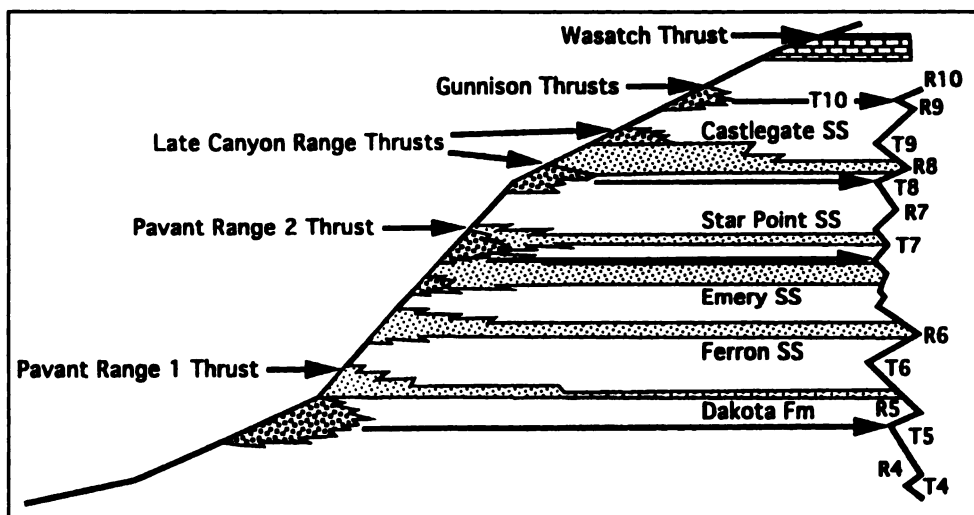 Wasatch Thrust
R10
Gunnison Thrusts
T10
R9
Late Canyon Range Thrusts
Castlegate SS
T9
R8
T8
Pavant Range 2 Thrust
Star Point SS
R7
T7
Emery SS
R6
Ferron SS
Pavant Range 1 Thrust
T6
Dakota Fm
R5
T5
R4
T4